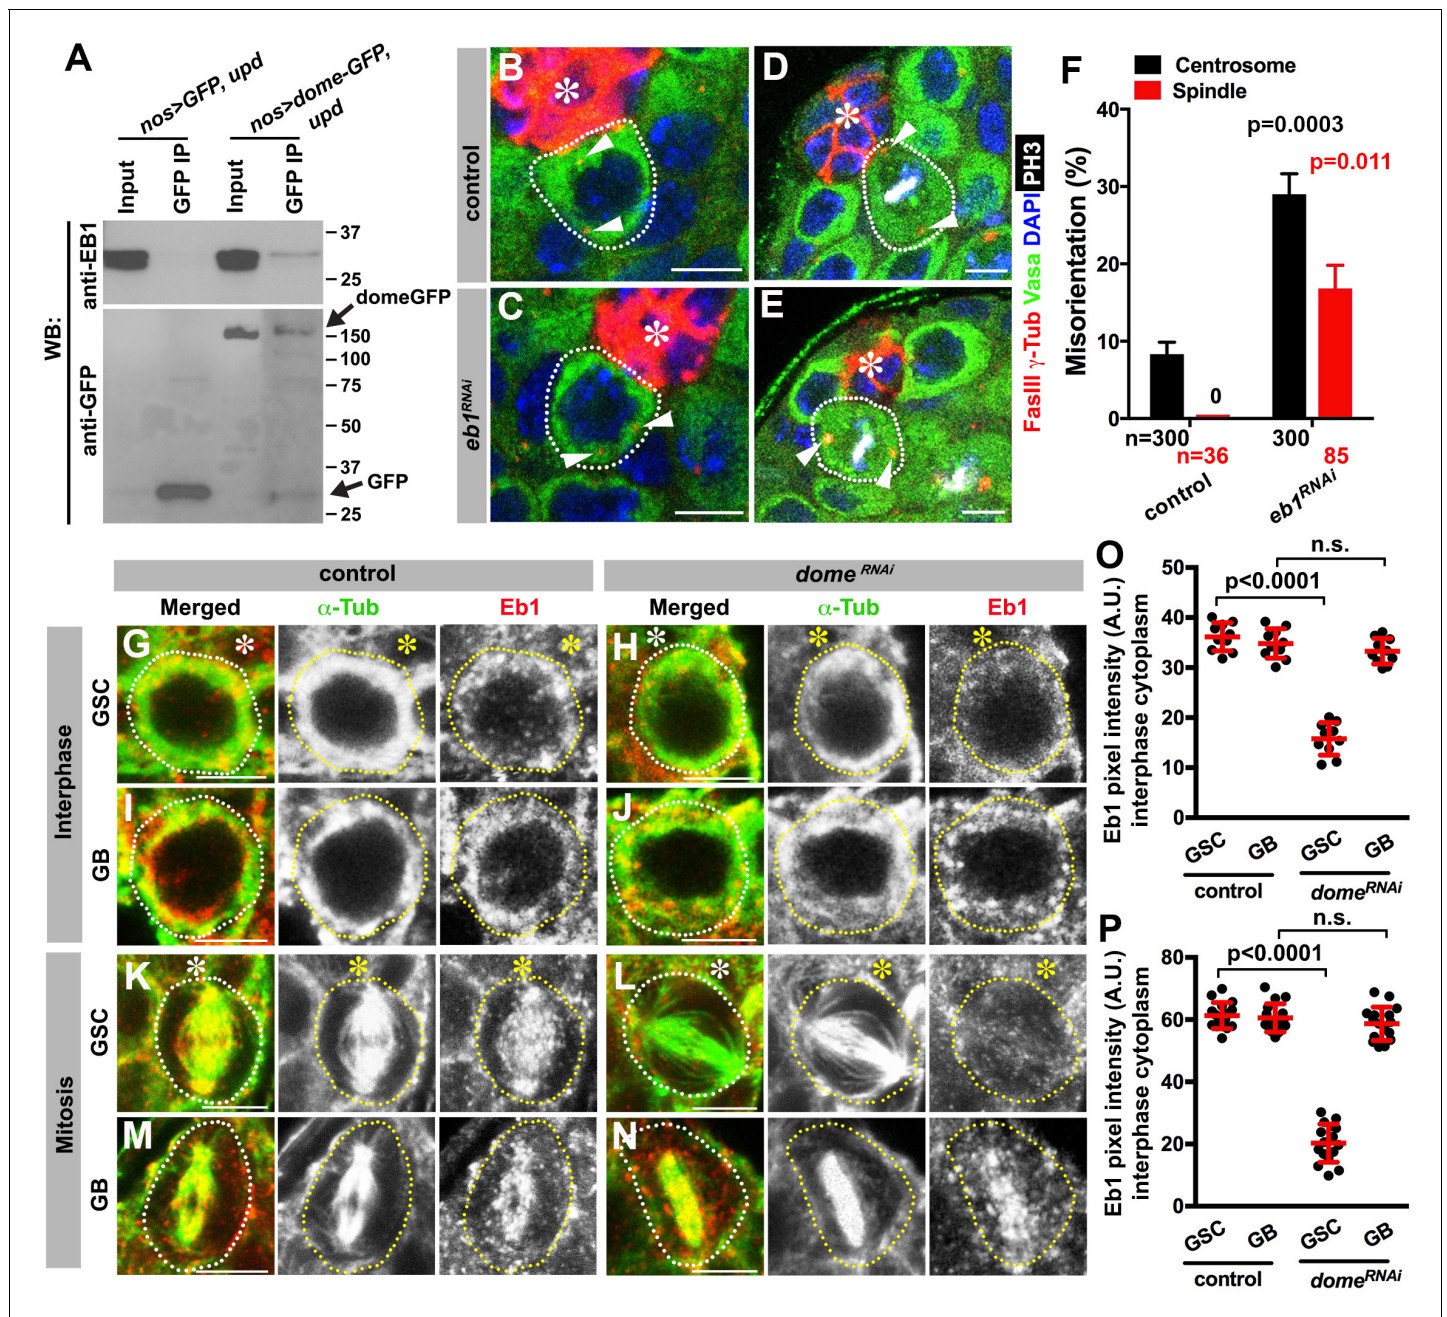 A
nos>GFP, upd
nos>dome-GFP, upd
Input
GFP IP
Input
GFP IP
WB:
anti-EB1
anti-GFP
37
25
domeGFP
150
100
75
50
37
GFP
25
control
eb1RNAi
B
*
D
*
C
*
E
*
FasIII γ-Tub Vasa DAPI PH3
F
Centrosome
Spindle
Misorientation (%)
40
30
20
10
0
p=0.0003
p=0.011
0
n=300
n=36
300
85
control
eb1RNAi
control
dome RNAi
Merged
α-Tub
Eb1
Merged
α-Tub
Eb1
Interphase
GSC
G
*
*
*
H
*
*
*
GB
I
J
Mitosis
GSC
K
*
*
*
L
*
*
*
GB
M
N
O
Eb1 pixel intensity (A.U.)
interphase cytoplasm
50
40
30
20
10
0
n.s.
p<0.0001
GSC
GB
GSC
GB
control
domeRNAi
P
Eb1 pixel intensity (A.U.)
interphase cytoplasm
80
60
40
20
0
n.s.
p<0.0001
GSC
GB
GSC
GB
control
domeRNAi